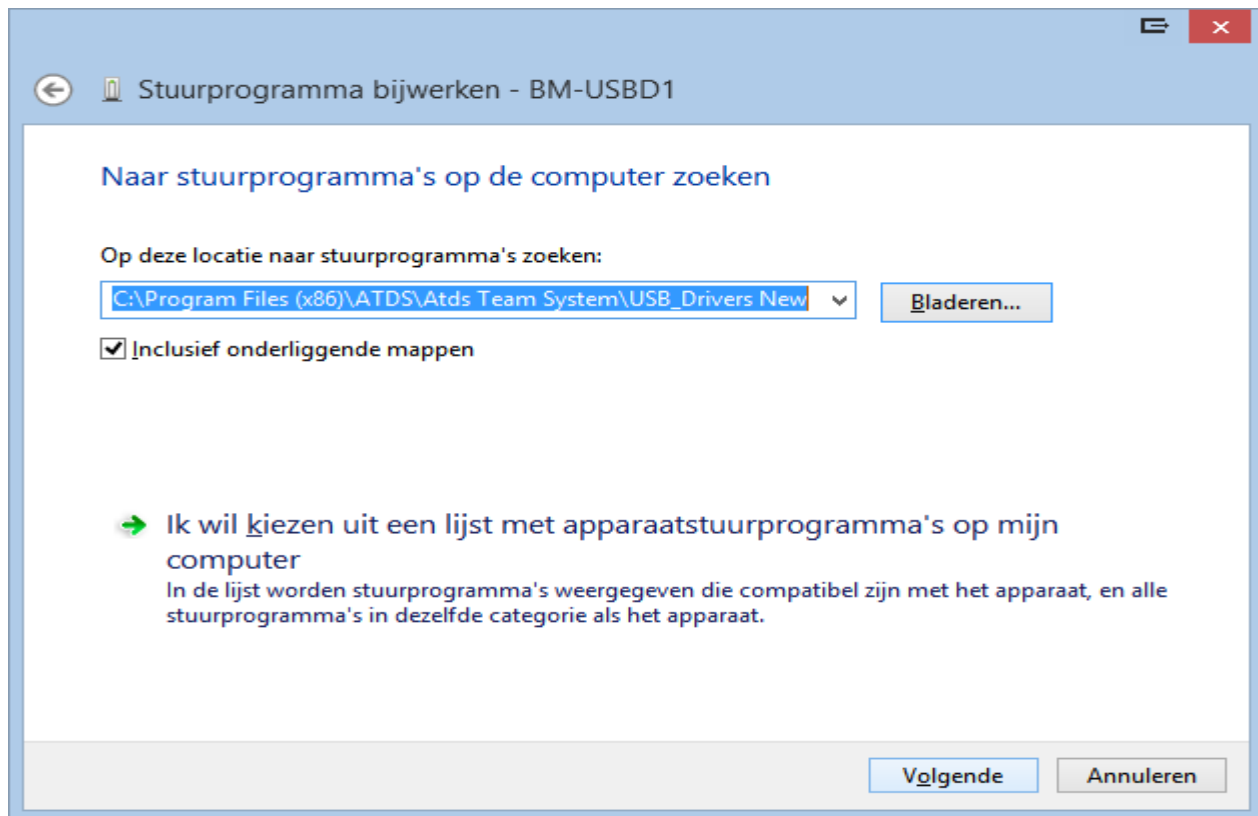 Stuurprogramma bijwerken - BM-USBD1
Naar stuurprogramma's op de computer zoeken
Op deze locatie naar stuurprogramma's zoeken:
C:\Program Files (x86)\ATDS\Atds Team System\USB_Drivers New
Bladeren...
Inclusief onderliggende mappen
Ik wil kiezen uit een lijst met apparaatstuurprogramma's op mijn
computer
In de lijst worden stuurprogramma's weergegeven die compatibel zijn met het apparaat, en alle
stuurprogramma's in dezelfde categorie als het apparaat.
Volgende
Annuleren